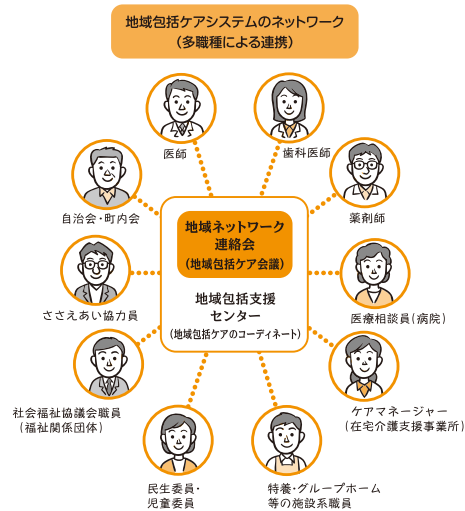 地域包括ケアシステムのネットワーク
（多職種による連携）
医師
歯科医師
自治会・町内会
薬剤師
地域ネットワーク
連絡会
（地域包括ケア会議）
ささえあい協力員
医療相談員（病院）
地域包括支援
センター
（地域包括ケアのコーディネート）
社会福祉協議会職員
（福祉関係団体）
ケアマネージャー
（在宅介護支援事業所）
民生委員・
児童委員
特養・グループホーム
等の施設系職員